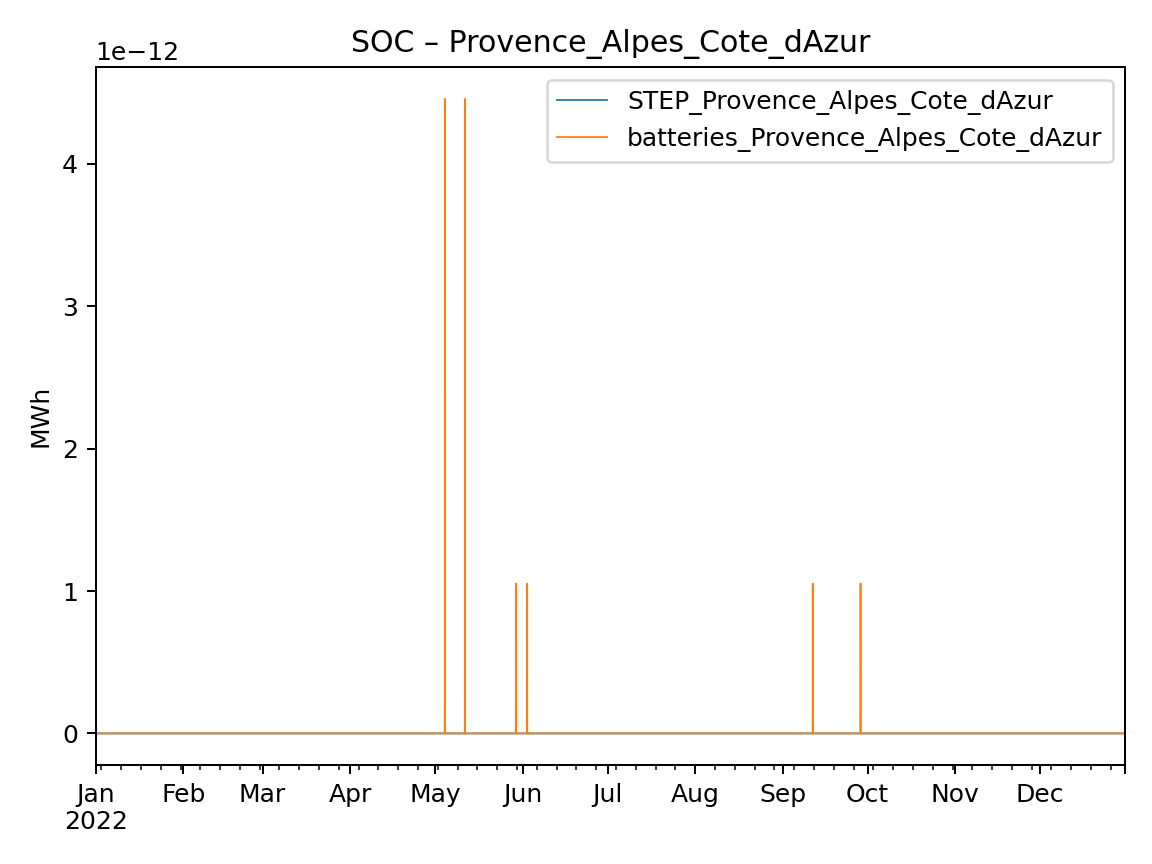 SOC – Provence_Alpes_Cote_dAzur
1e−12
STEP_Provence_Alpes_Cote_dAzur
batteries_Provence_Alpes_Cote_dAzur
4
3
2
1
0
MWh
Jan Feb Mar Apr May Jun Jul Aug Sep Oct Nov Dec
2022